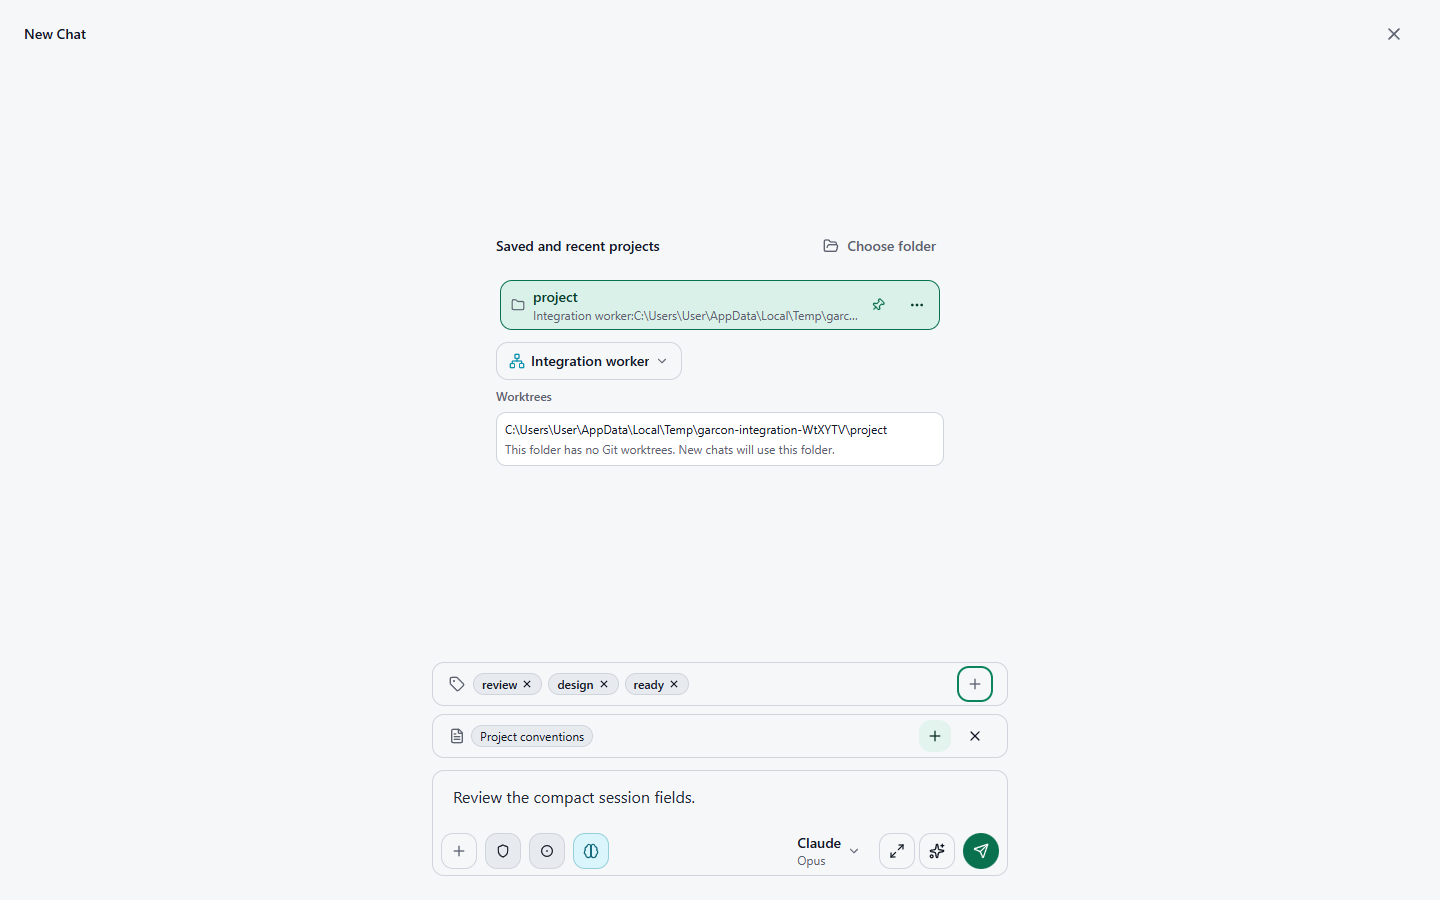 New Chat
Saved and recent projects
Choose folder
project
Integration worker:C:\Users\User\AppData\Local\Temp\garc...
Integration worker
Worktrees
C:\Users\User\AppData\Local\Temp\garcon-integration-WtXYTV\project
This folder has no Git worktrees. New chats will use this folder.
review
design
ready
Project conventions
Review the compact session fields.
Claude
Opus